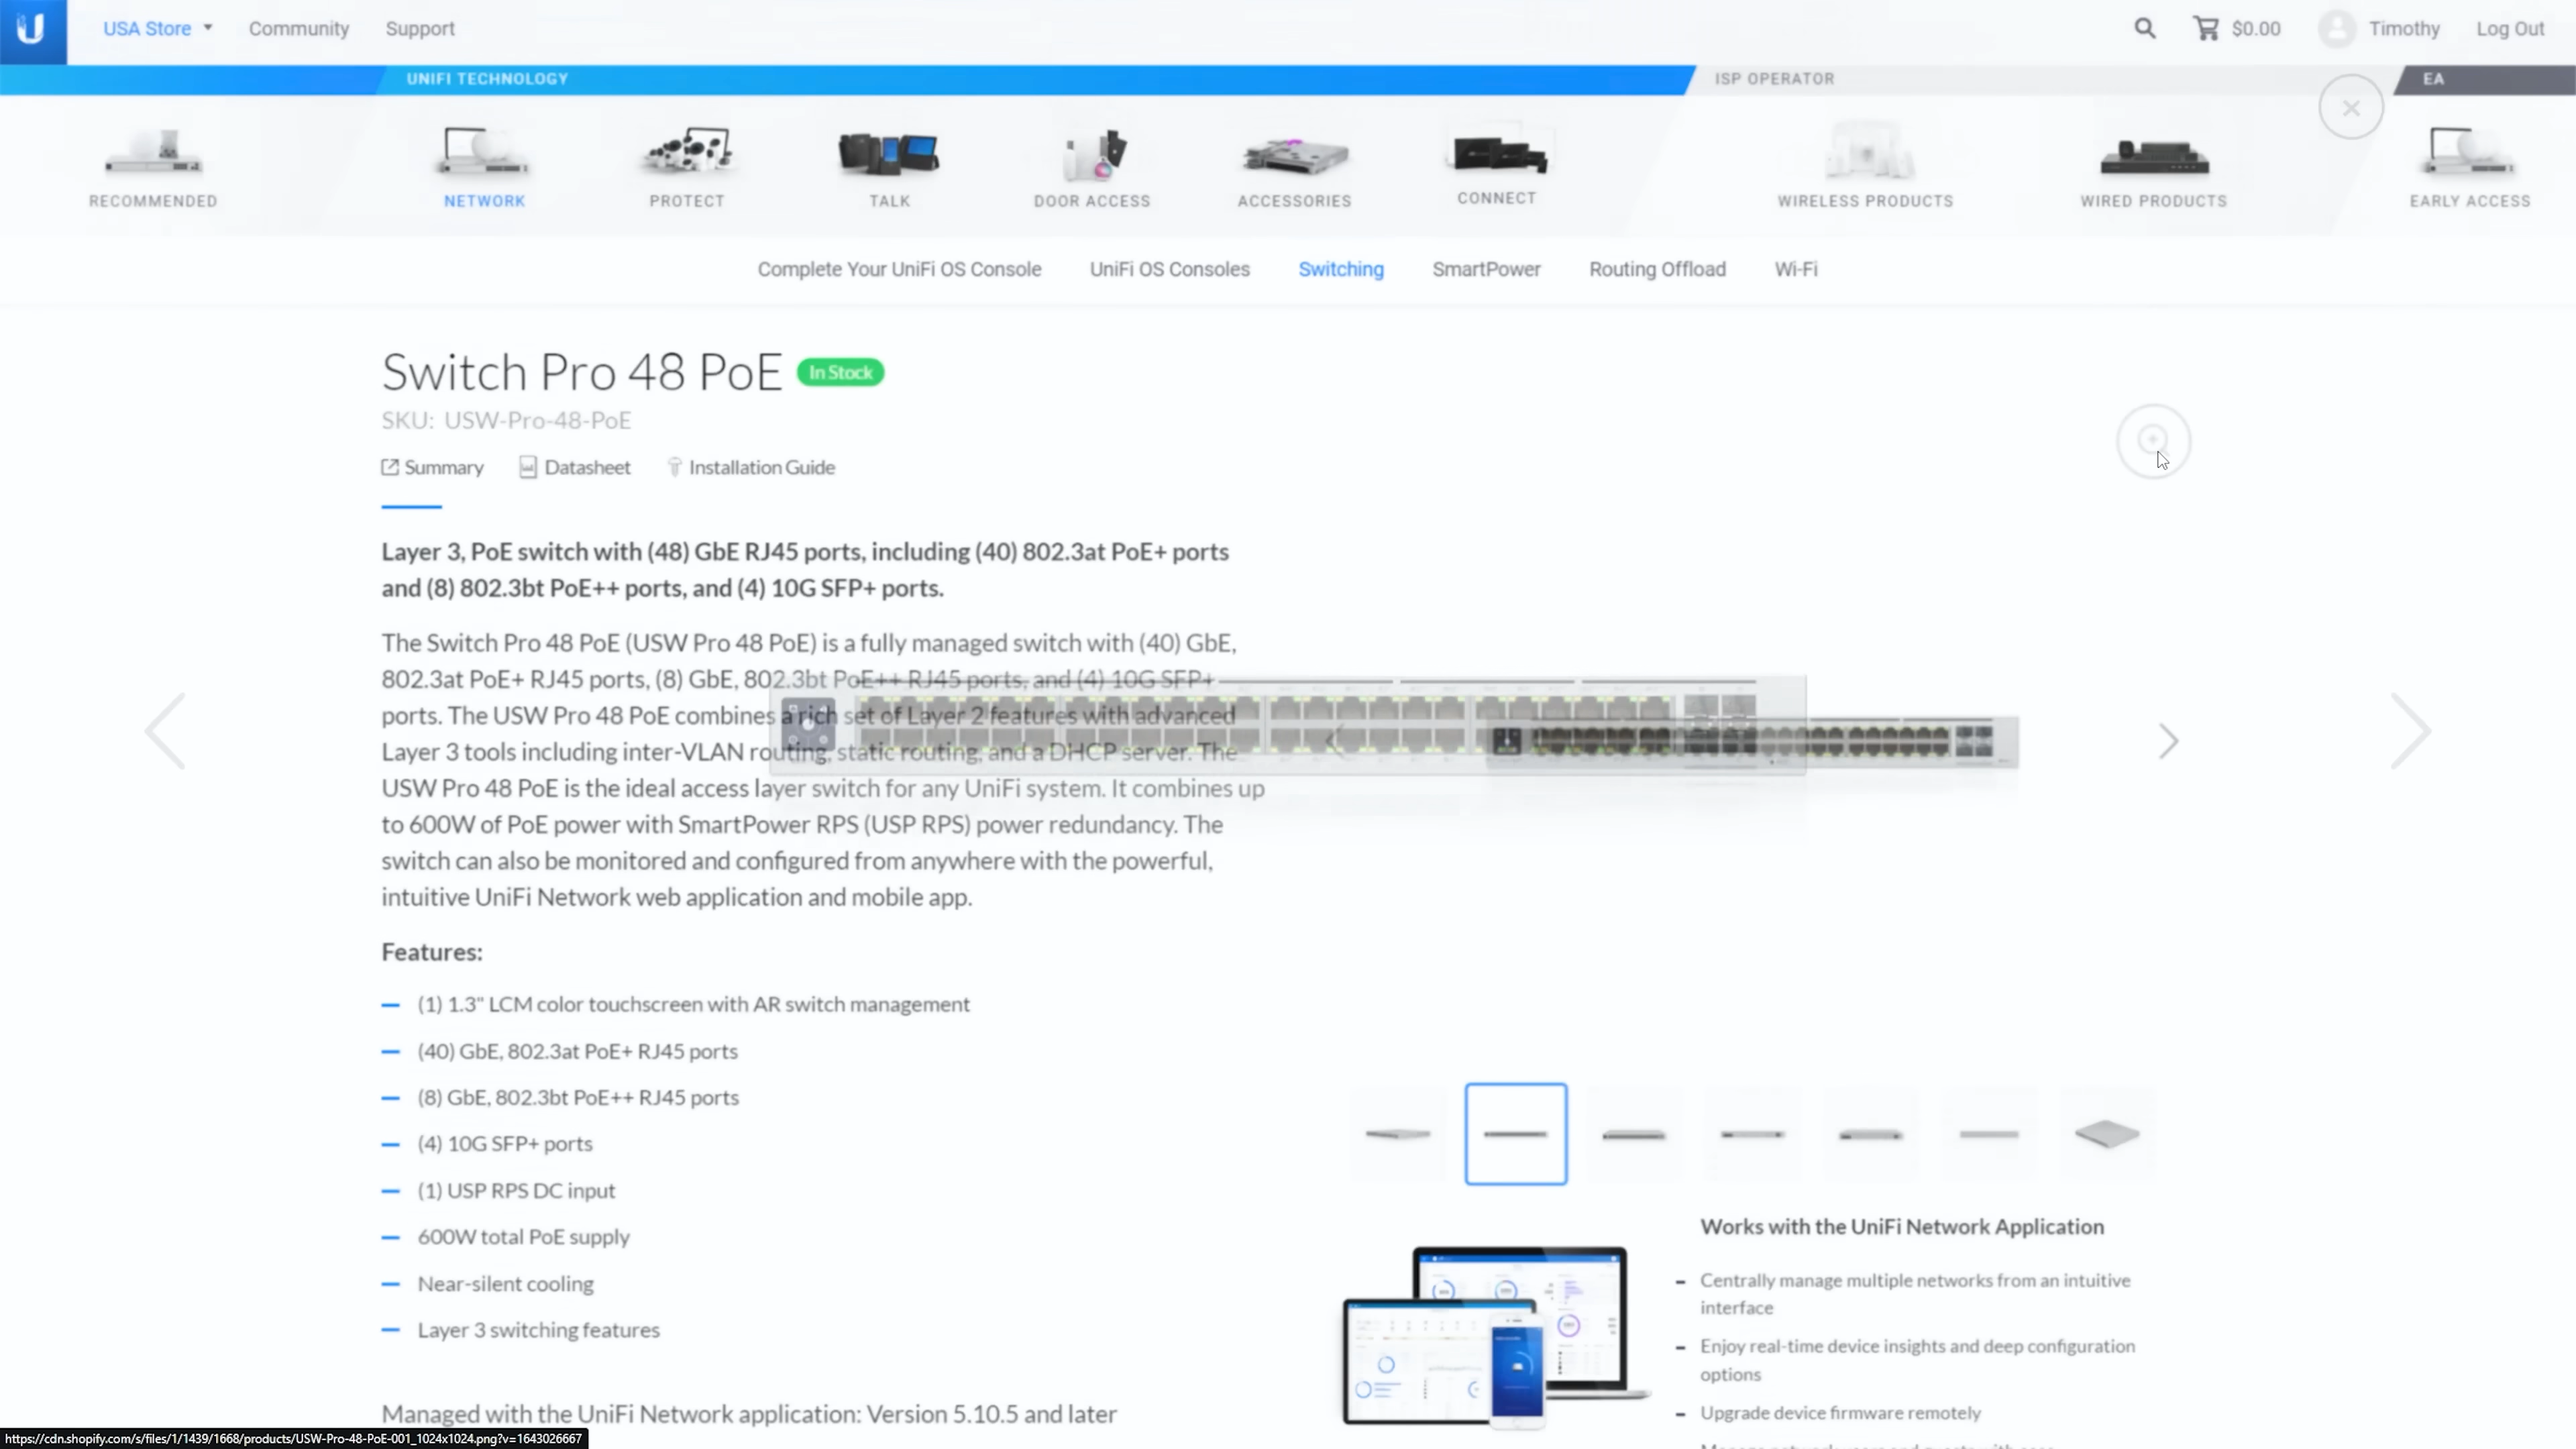 USA Store
Community
Support
$0.00
Timothy
Log Out
UNIFI TECHNOLOGY
ISP OPERATOR
EA
RECOMMENDED
NETWORK
PROTECT
TALK
DOOR ACCESS
ACCESSORIES
CONNECT
WIRELESS PRODUCTS
WIRED PRODUCTS
EARLY ACCESS
Complete Your UniFi OS Console
UniFi OS Consoles
Switching
SmartPower
Routing Offload
Wi-Fi
Switch Pro 48 PoE
In Stock
SKU: USW-Pro-48-PoE
Summary
Datasheet
Installation Guide
Layer 3, PoE switch with (48) GbE RJ45 ports, including (40) 802.3at PoE+ ports
and (8) 802.3bt PoE++ ports, and (4) 10G SFP+ ports.
The Switch Pro 48 PoE (USW Pro 48 PoE) is a fully managed switch with (40) GbE,
802.3at PoE+ RJ45 ports, (8) GbE, 802.3bt PoE++ RJ45 ports, and (4) 10G SFP+
ports. The USW Pro 48 PoE combines a rich set of Layer 2 features with advanced
Layer 3 tools including inter-VLAN routing, static routing, and a DHCP server. The
USW Pro 48 PoE is the ideal access layer switch for any UniFi system. It combines up
to 600W of PoE power with SmartPower RPS (USP RPS) power redundancy. The
switch can also be monitored and configured from anywhere with the powerful,
intuitive UniFi Network web application and mobile app.
Features:
(1) 1.3" LCM color touchscreen with AR switch management
(40) GbE, 802.3at PoE+ RJ45 ports
(8) GbE, 802.3bt PoE++ RJ45 ports
(4) 10G SFP+ ports
(1) USP RPS DC input
600W total PoE supply
Near-silent cooling
Layer 3 switching features
Managed with the UniFi Network application: Version 5.10.5 and later
Works with the UniFi Network Application
- Centrally manage multiple networks from an intuitive
interface
- Enjoy real-time device insights and deep configuration
options
- Upgrade device firmware remotely
https://cdn.shopify.com/s/files/1/1439/1668/products/USW-Pro-48-PoE-001_1024x1024.png?v=1643026667